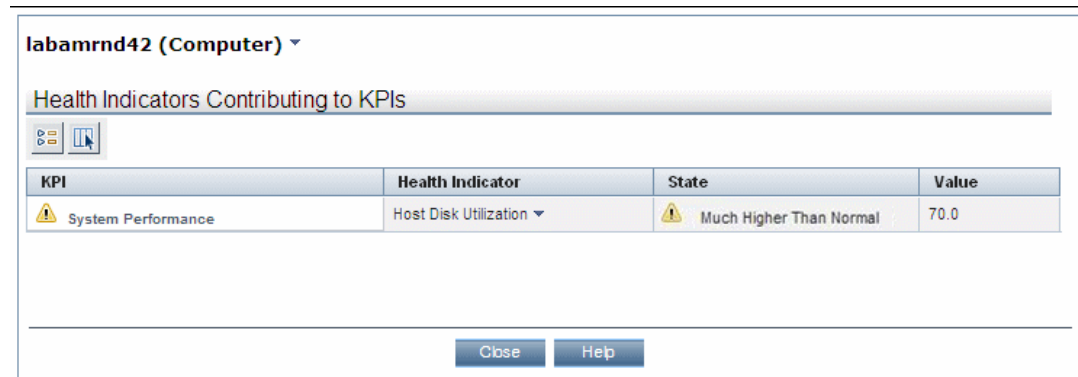 labamrnd42 (Computer)
Health Indicators Contributing to KPIs
KPI Health Indicator State Value
System Performance Host Disk Utilization Much Higher Than Normal 70.0
Close Help